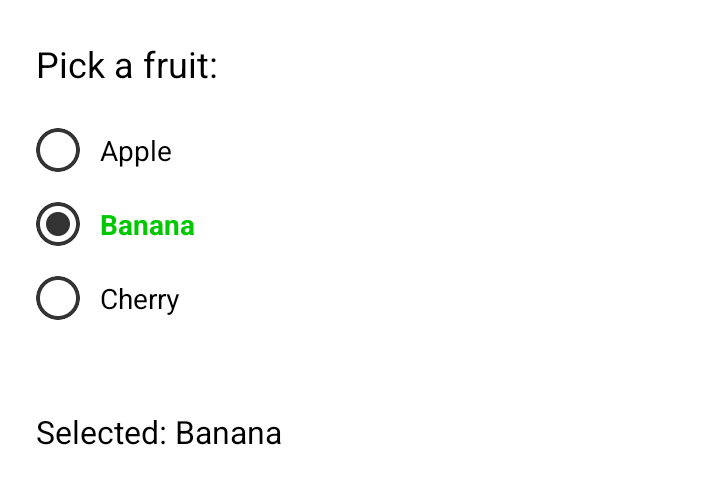 Pick a fruit:
Apple
Banana
Cherry
Selected: Banana